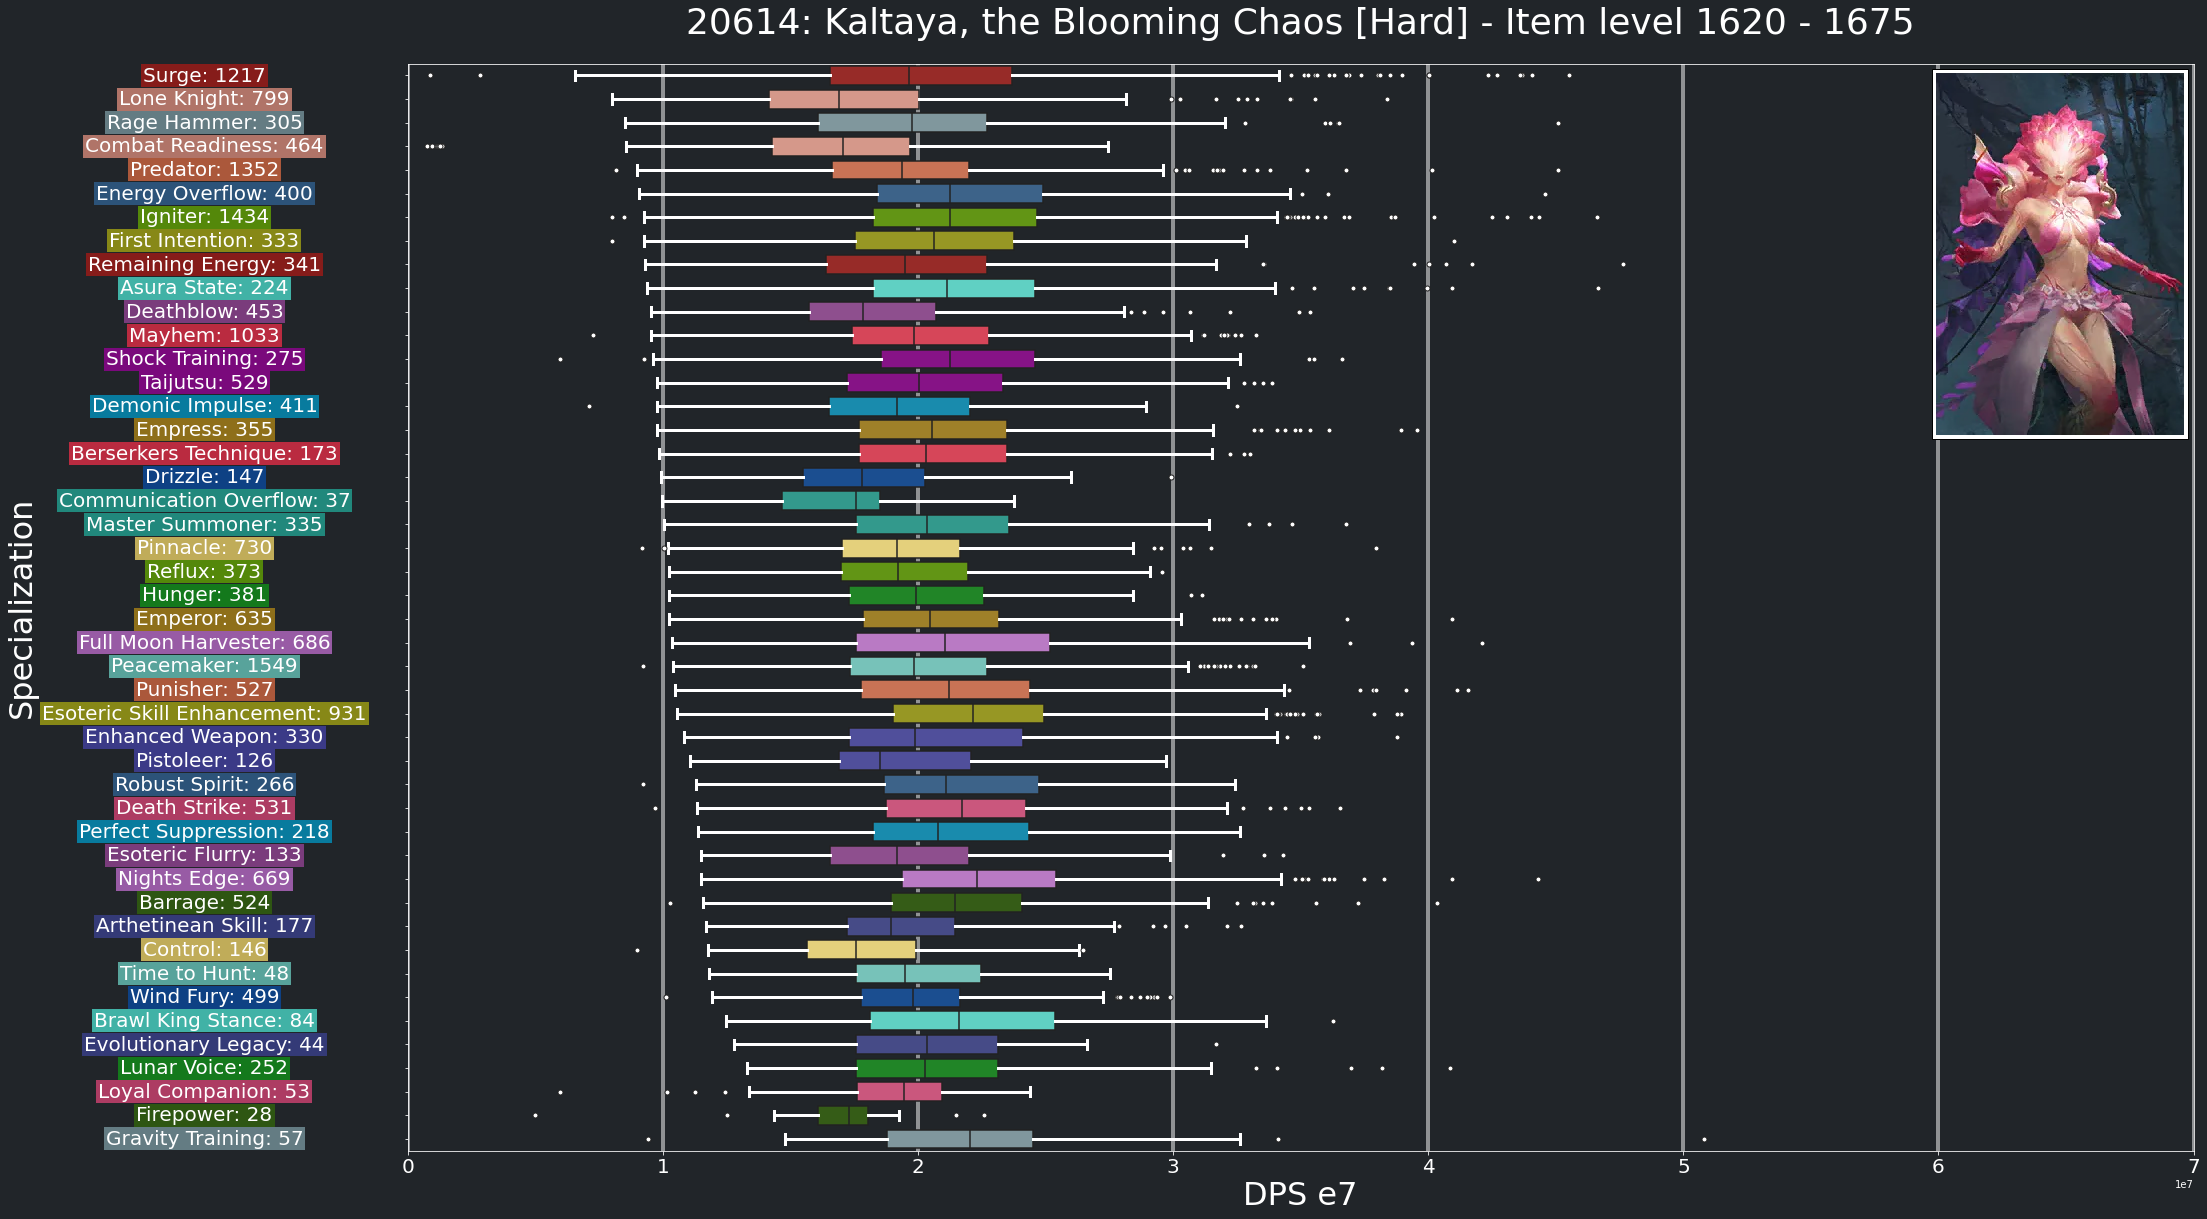 20614: Kaltaya, the Blooming Chaos [Hard] - Item level 1620 - 1675
Specialization
Surge: 1217
Lone Knight: 799
Rage Hammer: 305
Combat Readiness: 464
Predator: 1352
Energy Overflow: 400
Igniter: 1434
First Intention: 333
Remaining Energy: 341
Asura State: 224
Deathblow: 453
Mayhem: 1033
Shock Training: 275
Taijutsu: 529
Demonic Impulse: 411
Empress: 355
Berserkers Technique: 173
Drizzle: 147
Communication Overflow: 37
Master Summoner: 335
Pinnacle: 730
Reflux: 373
Hunger: 381
Emperor: 635
Full Moon Harvester: 686
Peacemaker: 1549
Punisher: 527
Esoteric Skill Enhancement: 931
Enhanced Weapon: 330
Pistoleer: 126
Robust Spirit: 266
Death Strike: 531
Perfect Suppression: 218
Esoteric Flurry: 133
Nights Edge: 669
Barrage: 524
Arthetinean Skill: 177
Control: 146
Time to Hunt: 48
Wind Fury: 499
Brawl King Stance: 84
Evolutionary Legacy: 44
Lunar Voice: 252
Loyal Companion: 53
Firepower: 28
Gravity Training: 57
0 1 2 3 4 5 6 7
1e7
DPS e7